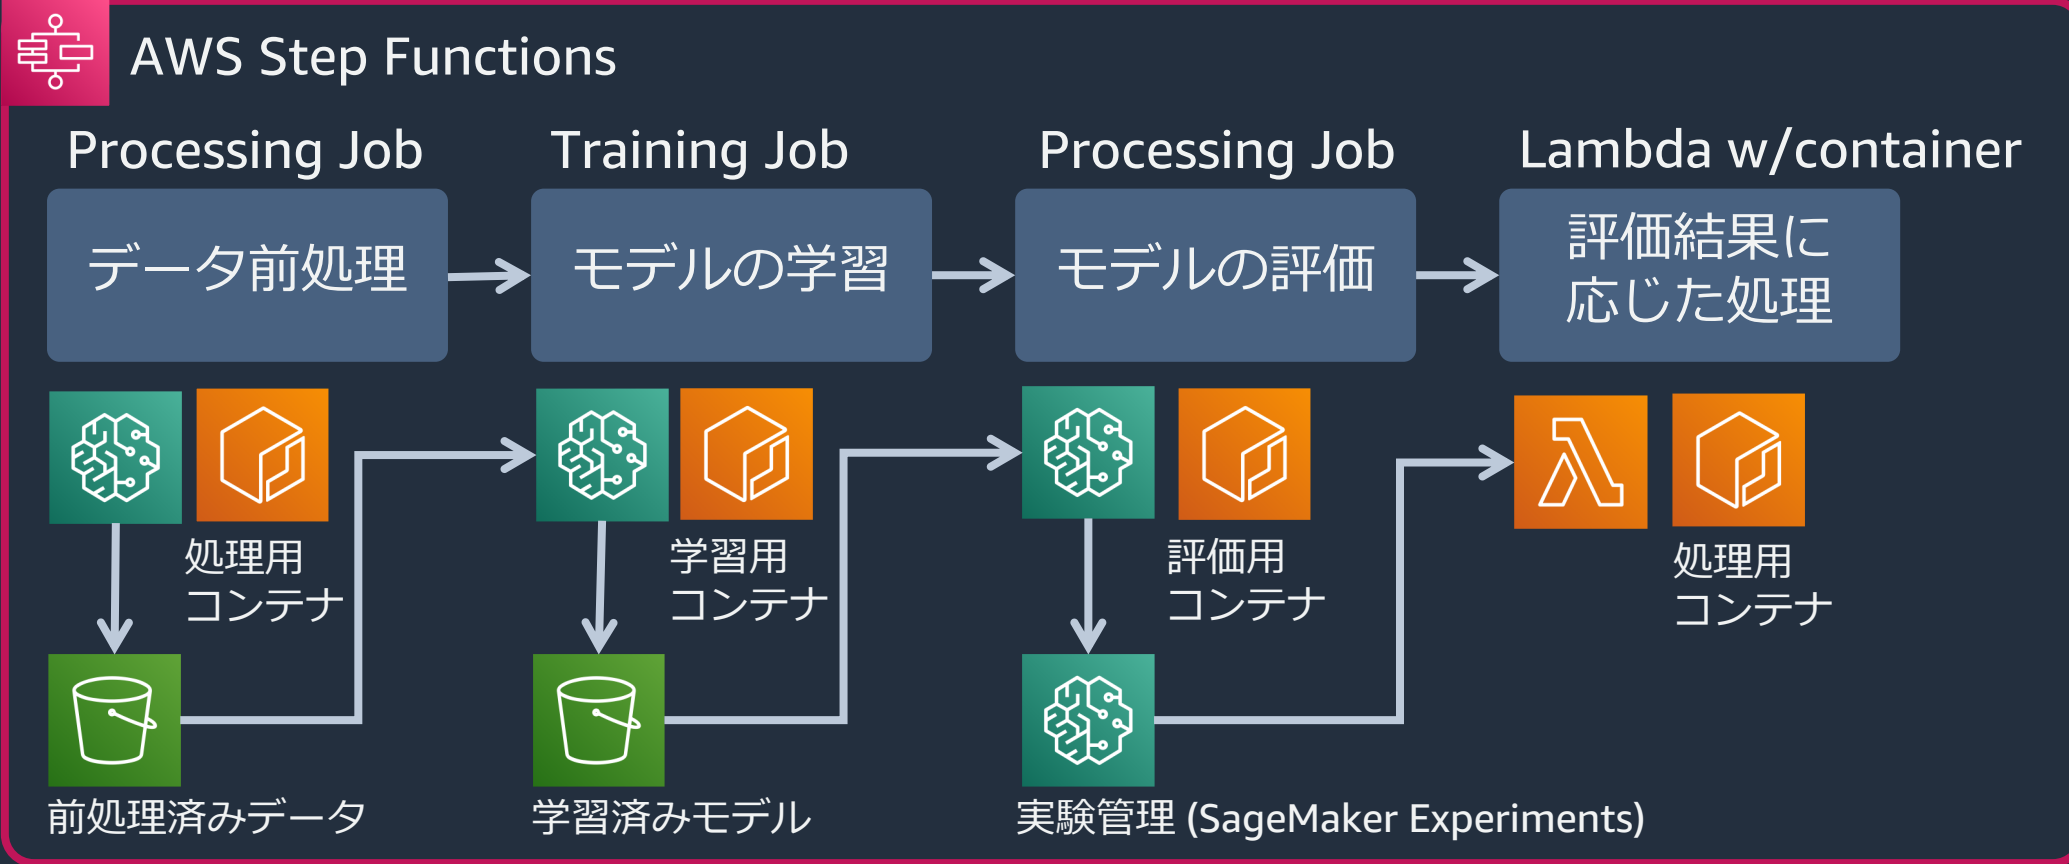 AWS Step Functions
Processing Job
Training Job
Processing Job
Lambda w/container
データ前処理
モデルの学習
モデルの評価
評価結果に
応じた処理
処理用
コンテナ
学習用
コンテナ
評価用
コンテナ
処理用
コンテナ
前処理済みデータ
学習済みモデル
実験管理 (SageMaker Experiments)